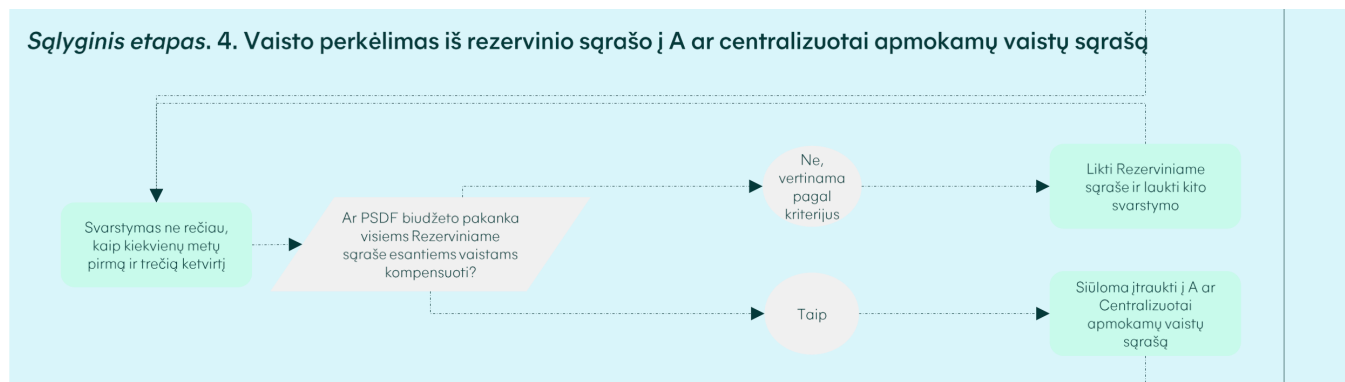 Sąlyginis etapas. 4. Vaisto perkėlimas iš rezervinio sąrašo į A ar centralizuotai apmokamų vaistų sąrašą
Svarstymas ne rečiau,
kaip kiekvienų metų
pirmą ir trečią ketvirtį
Ar PSDF biudžeto pakanka
visiems Rezerviniame
sąraše esantiems vaistams
kompensuoti?
Ne,
vertinama
pagal
kriterijus
Likti Rezerviniame
sąraše ir laukti kito
svarstymo
Taip
Siūloma įtraukti į A ar
Centralizuotai
apmokamų vaistų
sąrašą